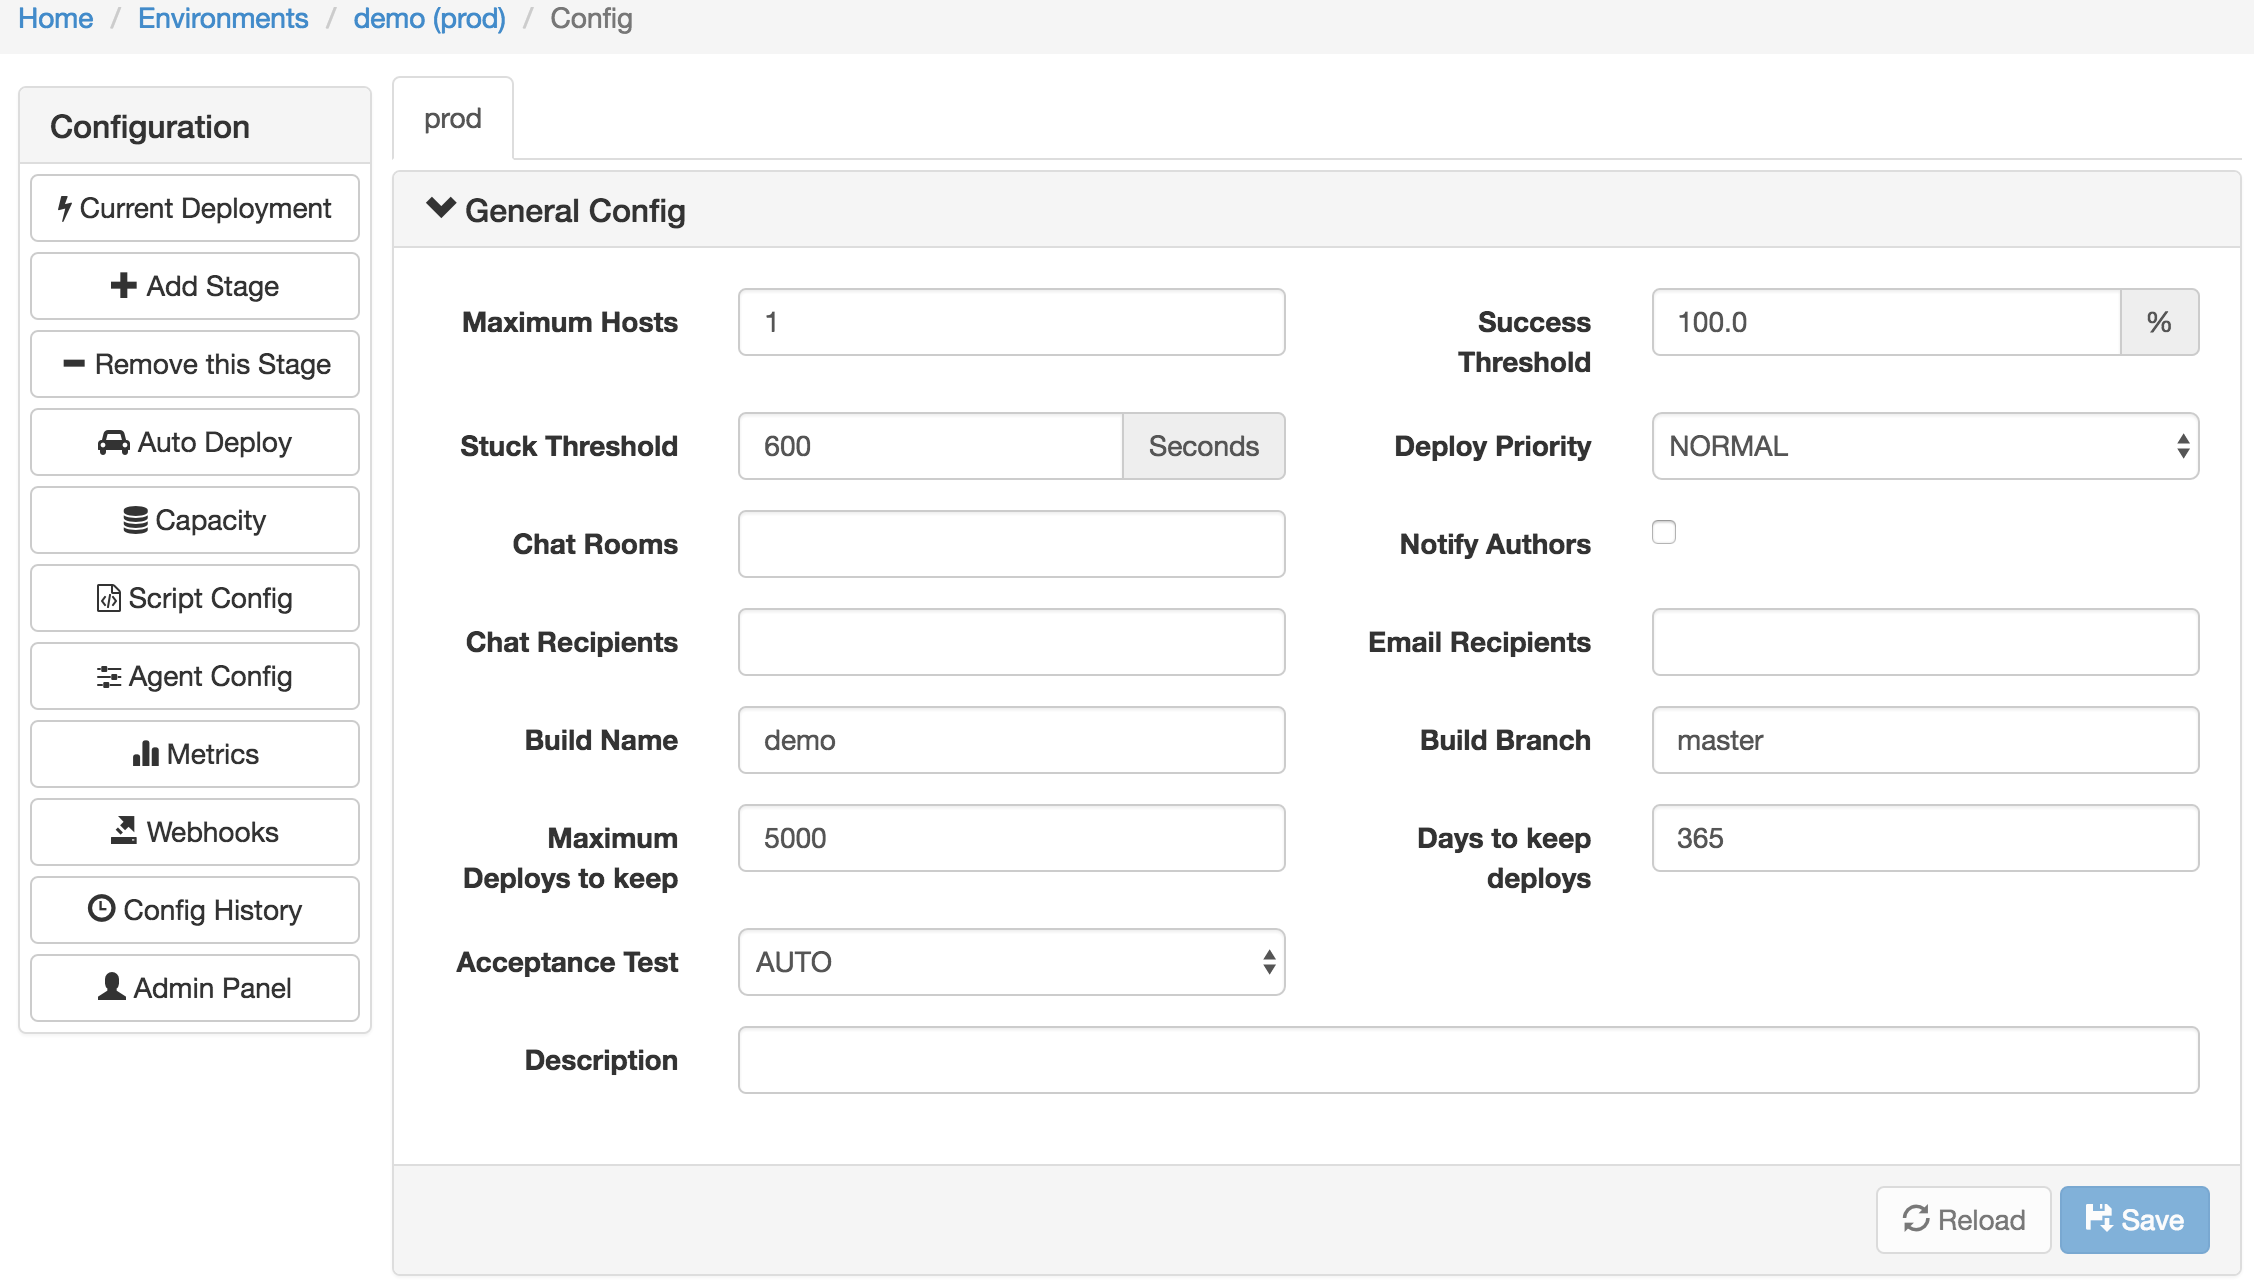 Home / Environments / demo (prod) / Config
Configuration
Current Deployment
Add Stage
Remove this Stage
Auto Deploy
Capacity
Script Config
Agent Config
Metrics
Webhooks
Config History
Admin Panel
prod
General Config
Maximum Hosts
1
Success
Threshold
100.0
%
Stuck Threshold
600
Seconds
Deploy Priority
NORMAL
Chat Rooms
Notify Authors
Chat Recipients
Email Recipients
Build Name
demo
Build Branch
master
Maximum
Deploys to keep
5000
Days to keep
deploys
365
Acceptance Test
AUTO
Description
Reload
Save